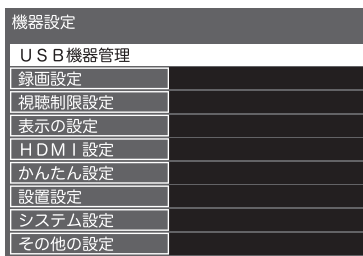 機器設定
ＵＳＢ機器管理
録画設定
視聴制限設定
表示の設定
ＨＤＭＩ設定
かんたん設定
設置設定
システム設定
その他の設定